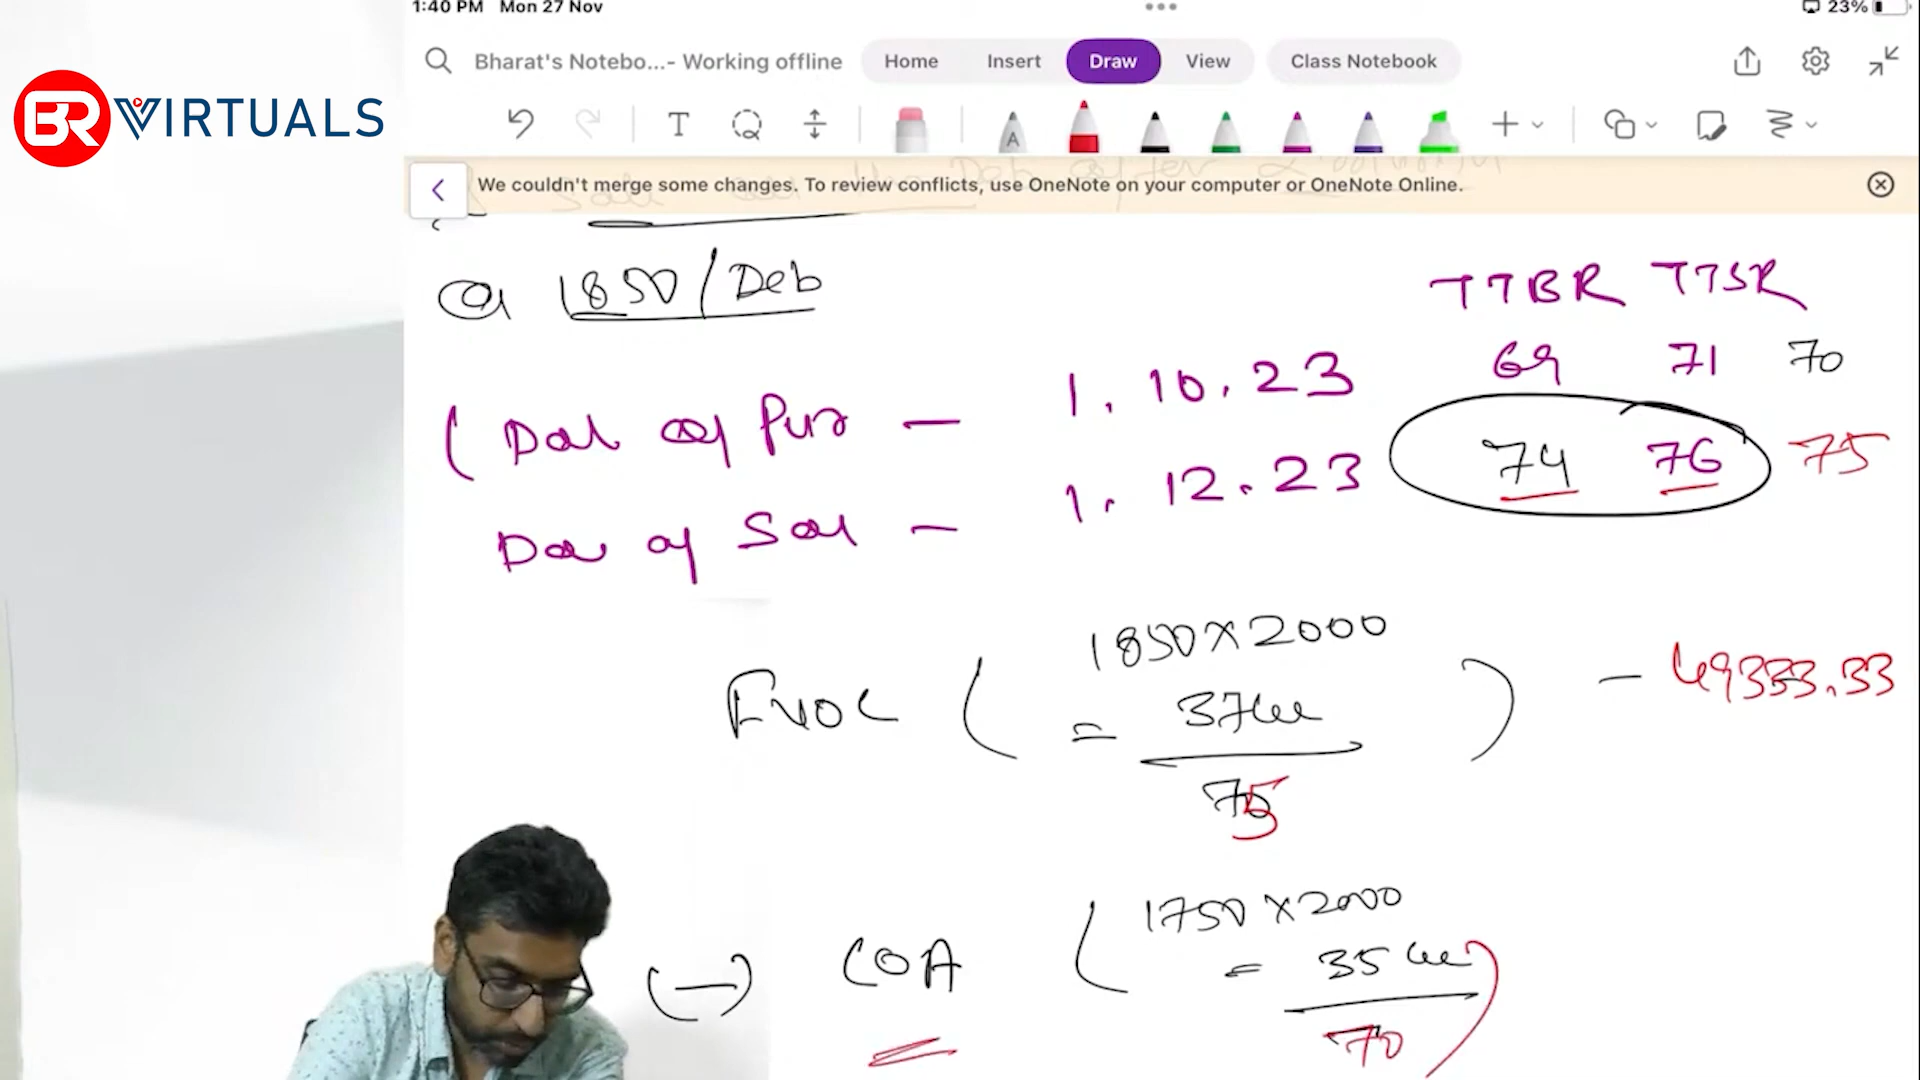 1:40 PM Mon 27 Nov
23%
BR VIRTUALS
Bharat's Notebo...- Working offline
Home Insert Draw View Class Notebook
T
A
We couldn't merge some changes. To review conflicts, use OneNote on your computer or OneNote Online.
@ 1850/Deb
TTBR TTSR
69 71 70
( Dat of Pur - 1.10.23
74 76 75
Dat of Sal - 1.12.23
1850×2000
FVOC ( = 37 ) - 49333.33
75
1750×2000
(-) COA ( = 35 )
70